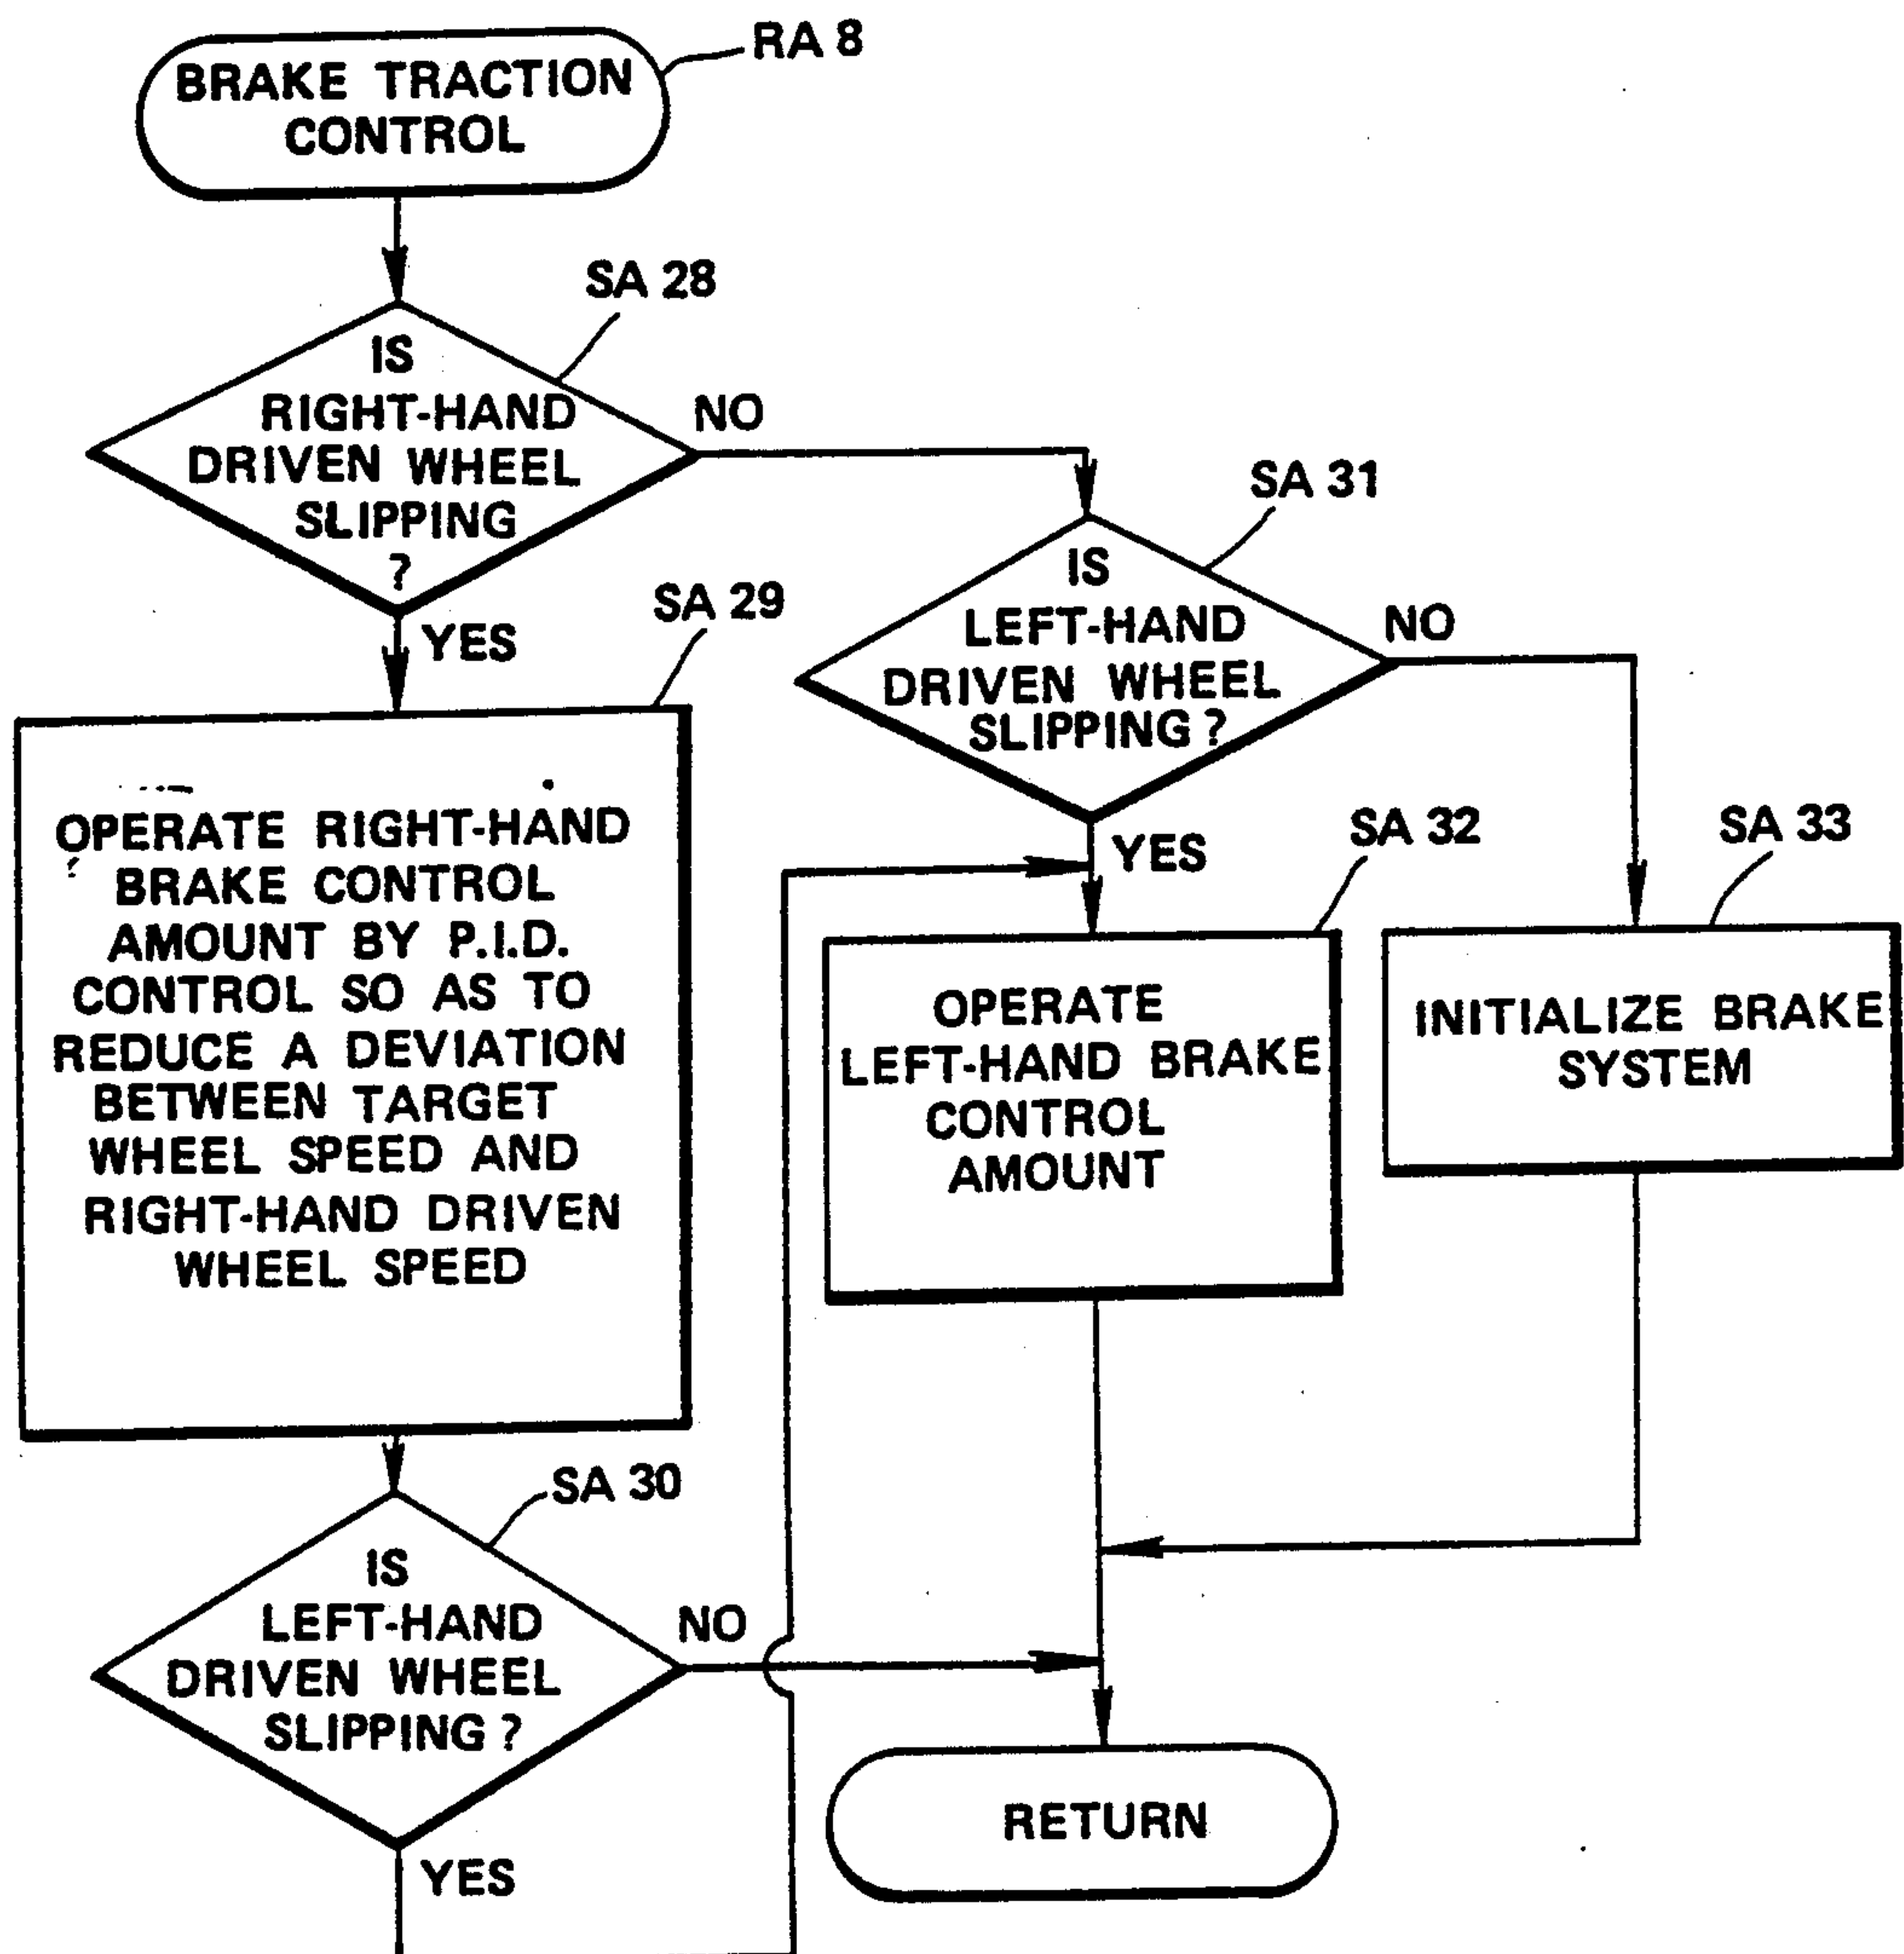 RA 8
BRAKE TRACTION
CONTROL
SA 28
IS
RIGHT-HAND
DRIVEN WHEEL
SLIPPING
?
NO
YES
SA 29
OPERATE RIGHT-HAND
BRAKE CONTROL
AMOUNT BY P.I.D.
CONTROL SO AS TO
REDUCE A DEVIATION
BETWEEN TARGET
WHEEL SPEED AND
RIGHT-HAND DRIVEN
WHEEL SPEED
SA 30
IS
LEFT-HAND
DRIVEN WHEEL
SLIPPING ?
NO
YES
SA 31
IS
LEFT-HAND
DRIVEN WHEEL
SLIPPING ?
NO
YES
SA 32
OPERATE
LEFT-HAND BRAKE
CONTROL
AMOUNT
SA 33
INITIALIZE BRAKE
SYSTEM
RETURN